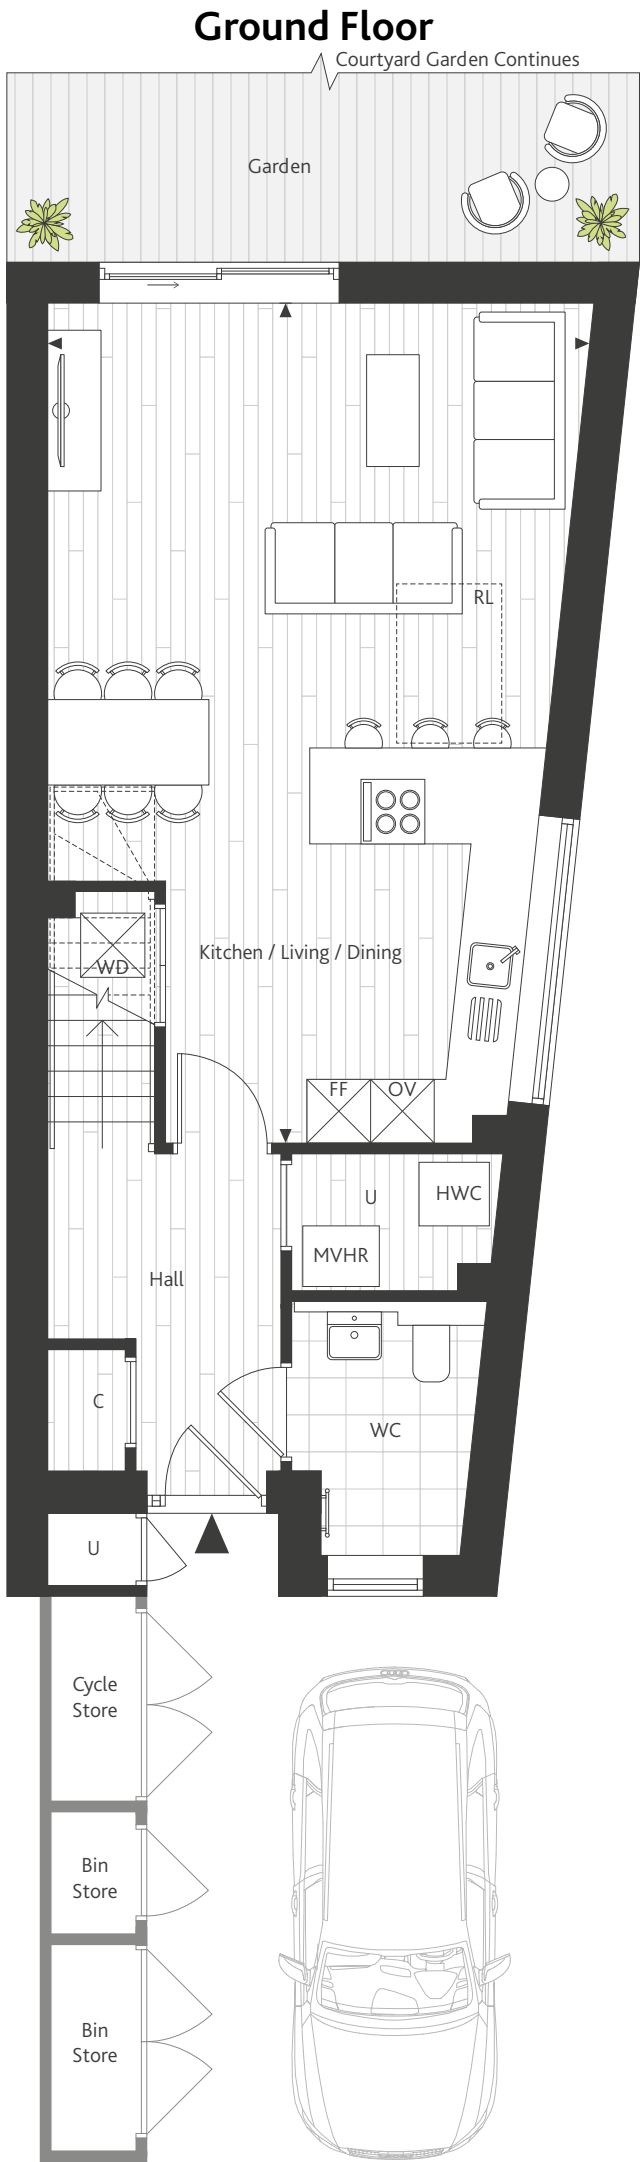 Ground Floor
Courtyard Garden Continues
Garden
RL
Kitchen / Living / Dining
WD
FF
OV
U
HWC
MVHR
Hall
C
WC
U
Cycle
Store
Bin
Store
Bin
Store